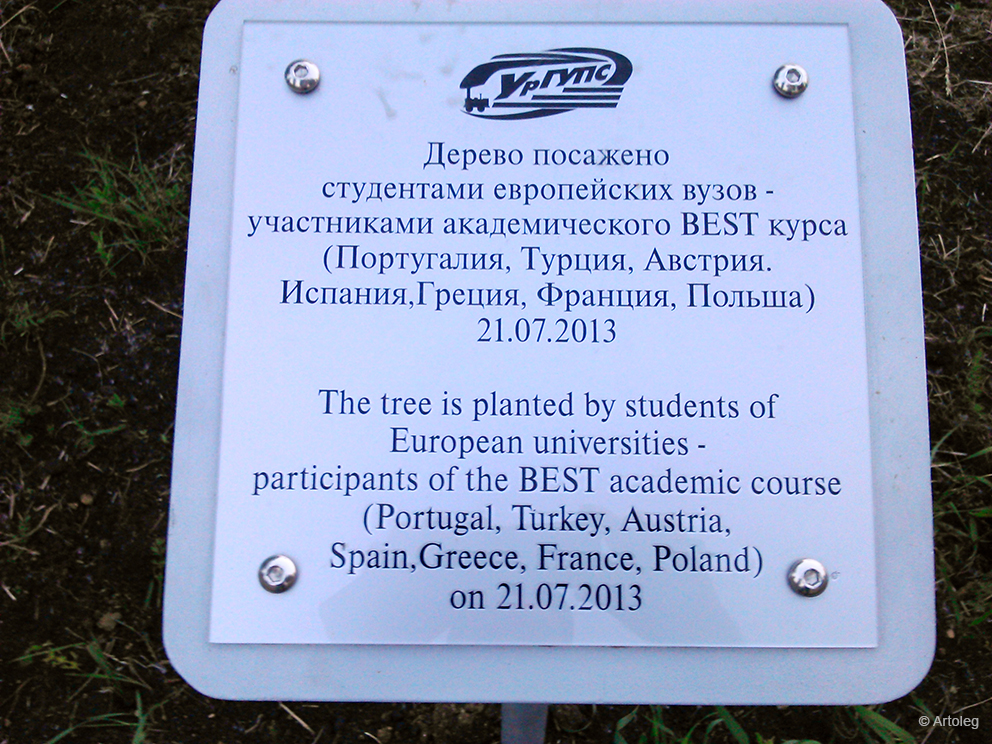 УрГУПС
Дерево посажено
студентами европейских вузов -
участниками академического BEST курса
(Португалия, Турция, Австрия.
Испания,Греция, Франция, Польша)
21.07.2013
The tree is planted by students of
European universities -
participants of the BEST academic course
(Portugal, Turkey, Austria,
Spain,Greece, France, Poland)
on 21.07.2013
© Artoleg